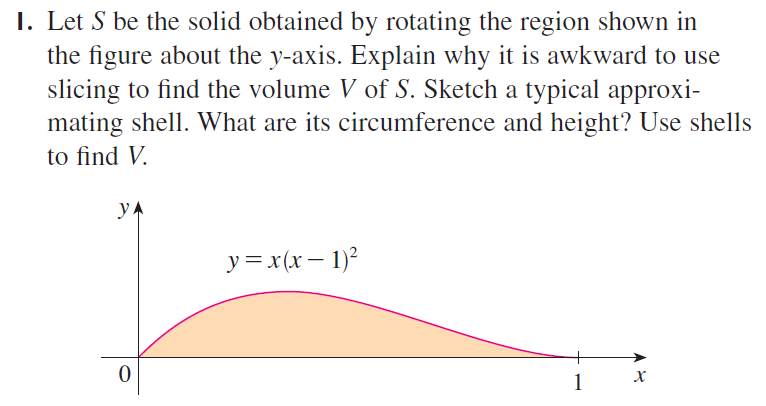 I. Let S be the solid obtained by rotating the region shown in
the figure about the y-axis. Explain why it is awkward to use
slicing to find the volume V of S. Sketch a typical approxi-
mating shell. What are its circumference and height? Use shells
to find V.
y
y = x(x − 1)²
0
1
x